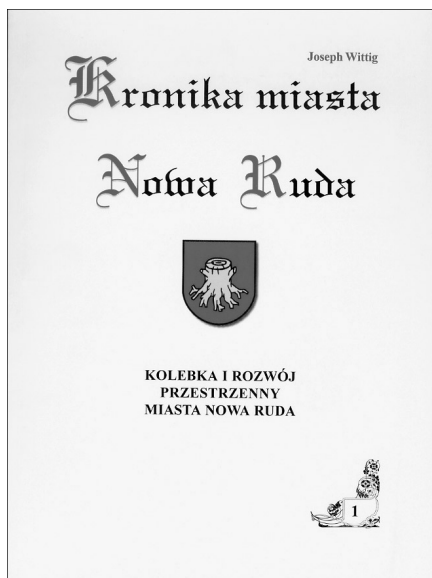 Joseph Wittig
Kronika miasta
Nowa Ruda
KOLEBKA I ROZWÓJ
PRZESTRZENNY
MIASTA NOWA RUDA
1